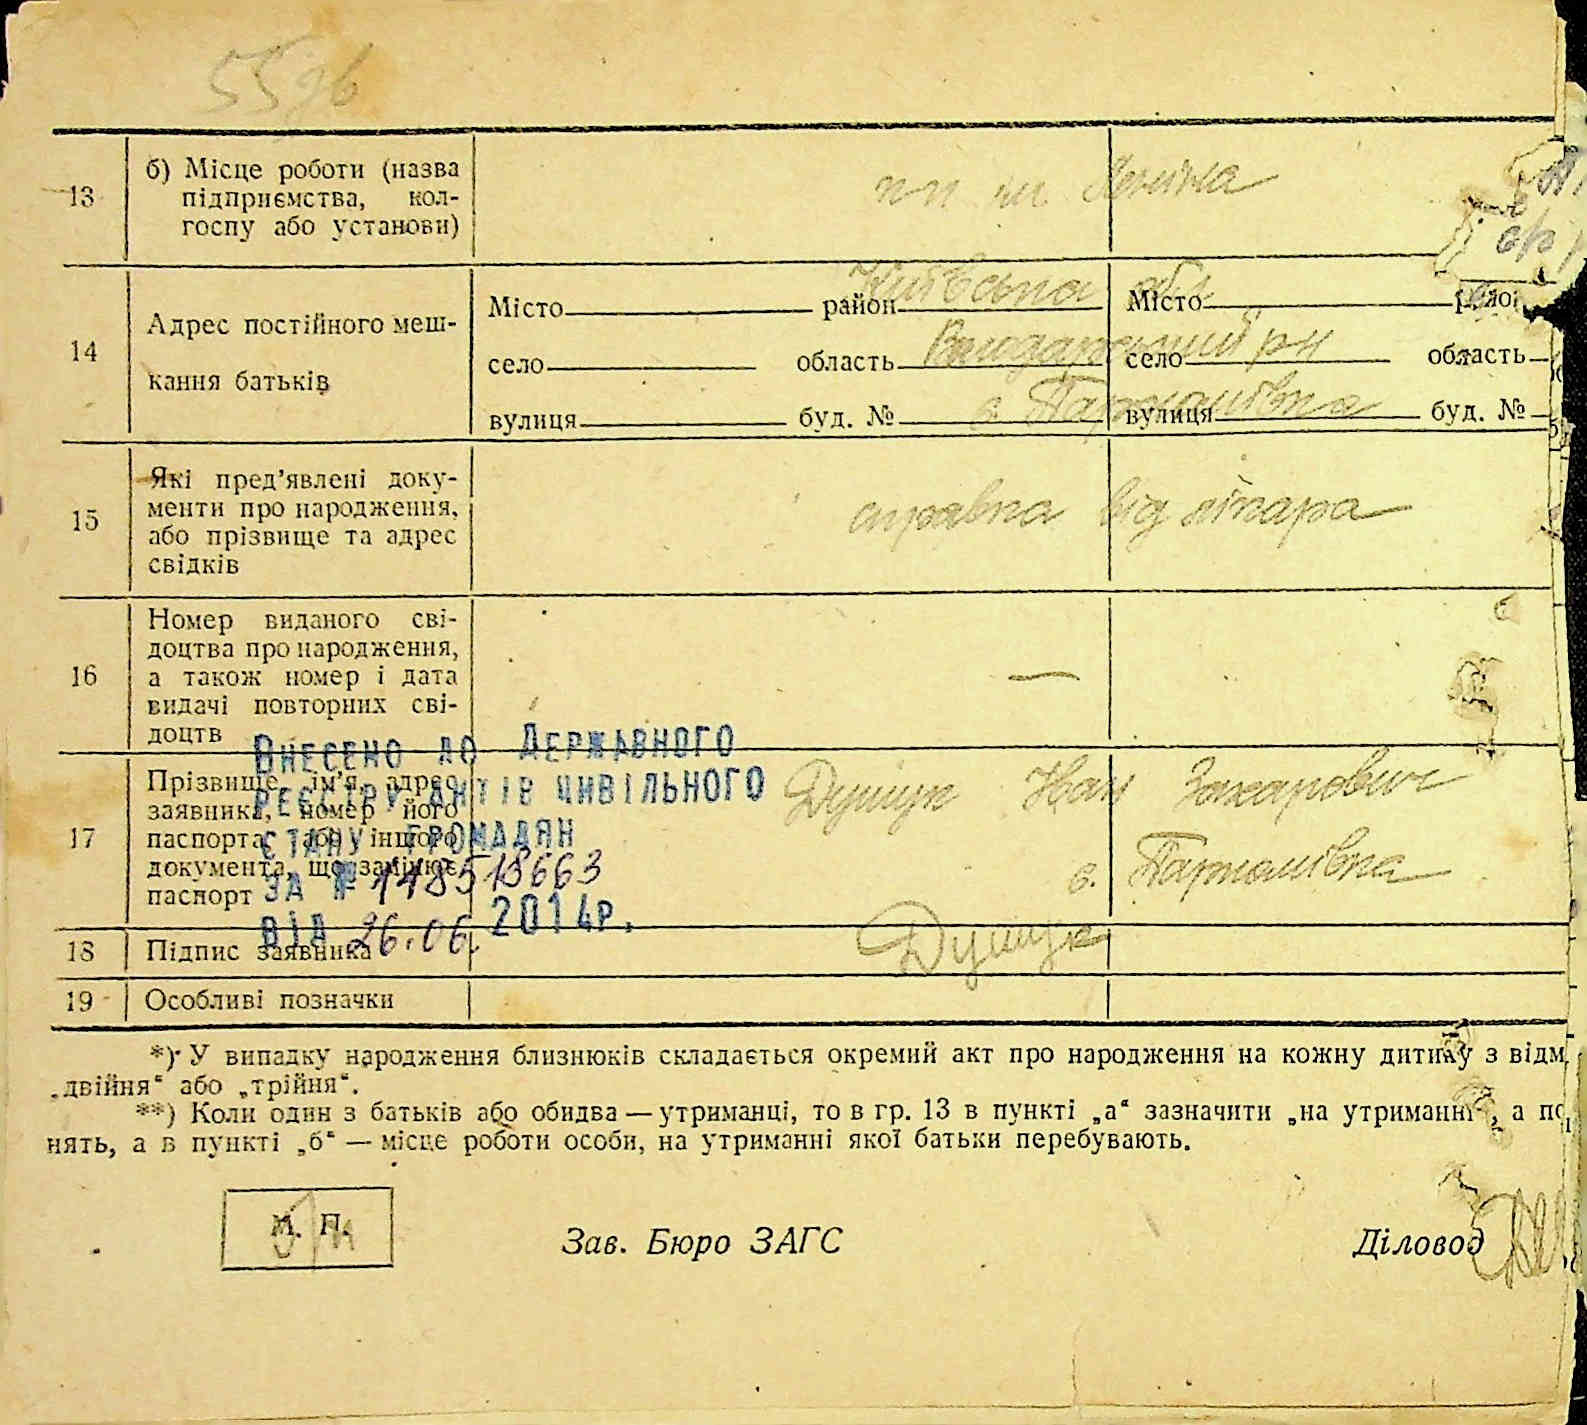 13
б) Місце роботи (назва
підприємства, кол-
госпу або установи)
Леніна
14
Адрес постійного меш-
кання батьків
Київська обл
Місто район Місто
село область село область
вулиця буд. № вулиця буд. №
с.
15
Які пред’явлені доку-
менти про народження,
або прізвище та адрес
свідків
справка від лікаря
16
Номер виданого сві-
доцтва про народження,
а також номер і дата
видачі повторних сві-
доцтв
—
17
Прізвище, ім’я, адрес
заявника, номер його
паспорта, або іншого
документа, що замінює
паспорт
Іван Захарович
с.
Внесено до Державного
реєстру актів цивільного
стану громадян
за № 148518663
від 26.06. 2014р.
18
Підпис заявника
19
Особливі позначки
*) У випадку народження близнюків складається окремий акт про народження на кожну дитину з відм
„двійня“ або „трійня“.
**) Коли один з батьків або обидва — утриманці, то в гр. 13 в пункті „а“ зазначити „на утриманні“, а по
нять, а в пункті „б“ — місце роботи особи, на утриманні якої батьки перебувають.
М. П.
Зав. Бюро ЗАГС
Діловод